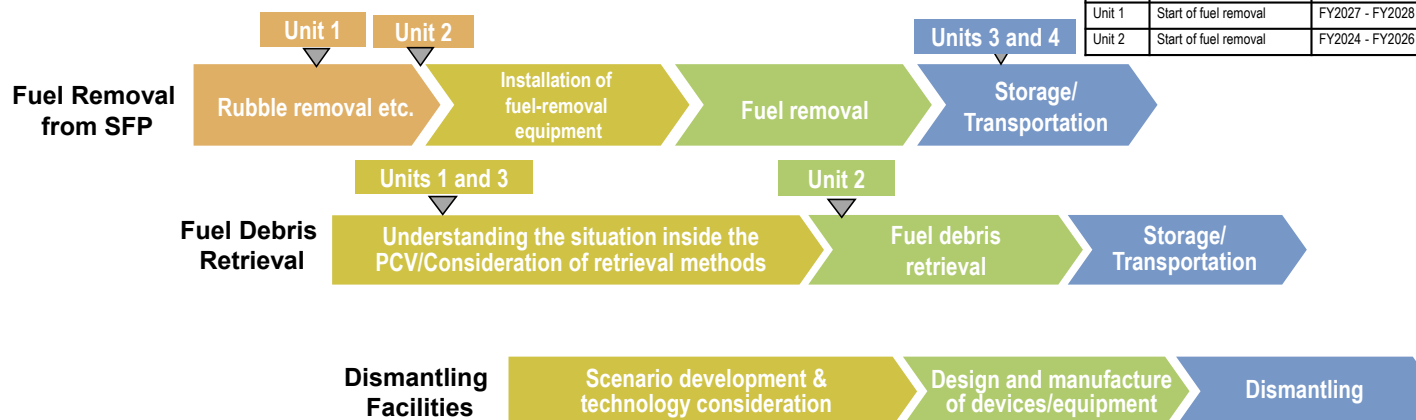 Unit 1 Start of fuel removal FY2027 - FY2028
Unit 2 Start of fuel removal FY2024 - FY2026
Unit 1
Unit 2
Units 3 and 4
Fuel Removal
from SFP
Rubble removal etc.
Installation of
fuel-removal
equipment
Fuel removal
Storage/
Transportation
Units 1 and 3
Unit 2
Fuel Debris
Retrieval
Understanding the situation inside the
PCV/Consideration of retrieval methods
Fuel debris
retrieval
Storage/
Transportation
Dismantling
Facilities
Scenario development &
technology consideration
Design and manufacture
of devices/equipment
Dismantling